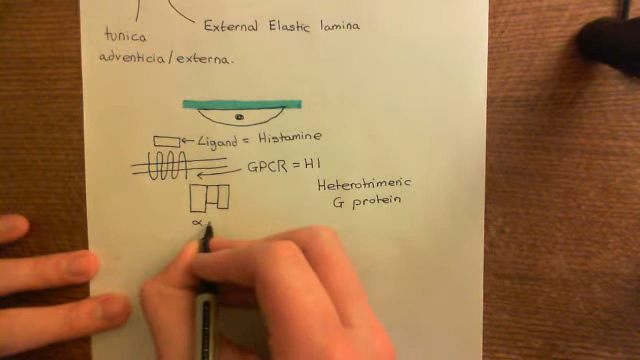 External Elastic lamina
tunica
adventicia/externa.
Ligand = Histamine
GPCR = H1
Heterotrimeric
G protein
α